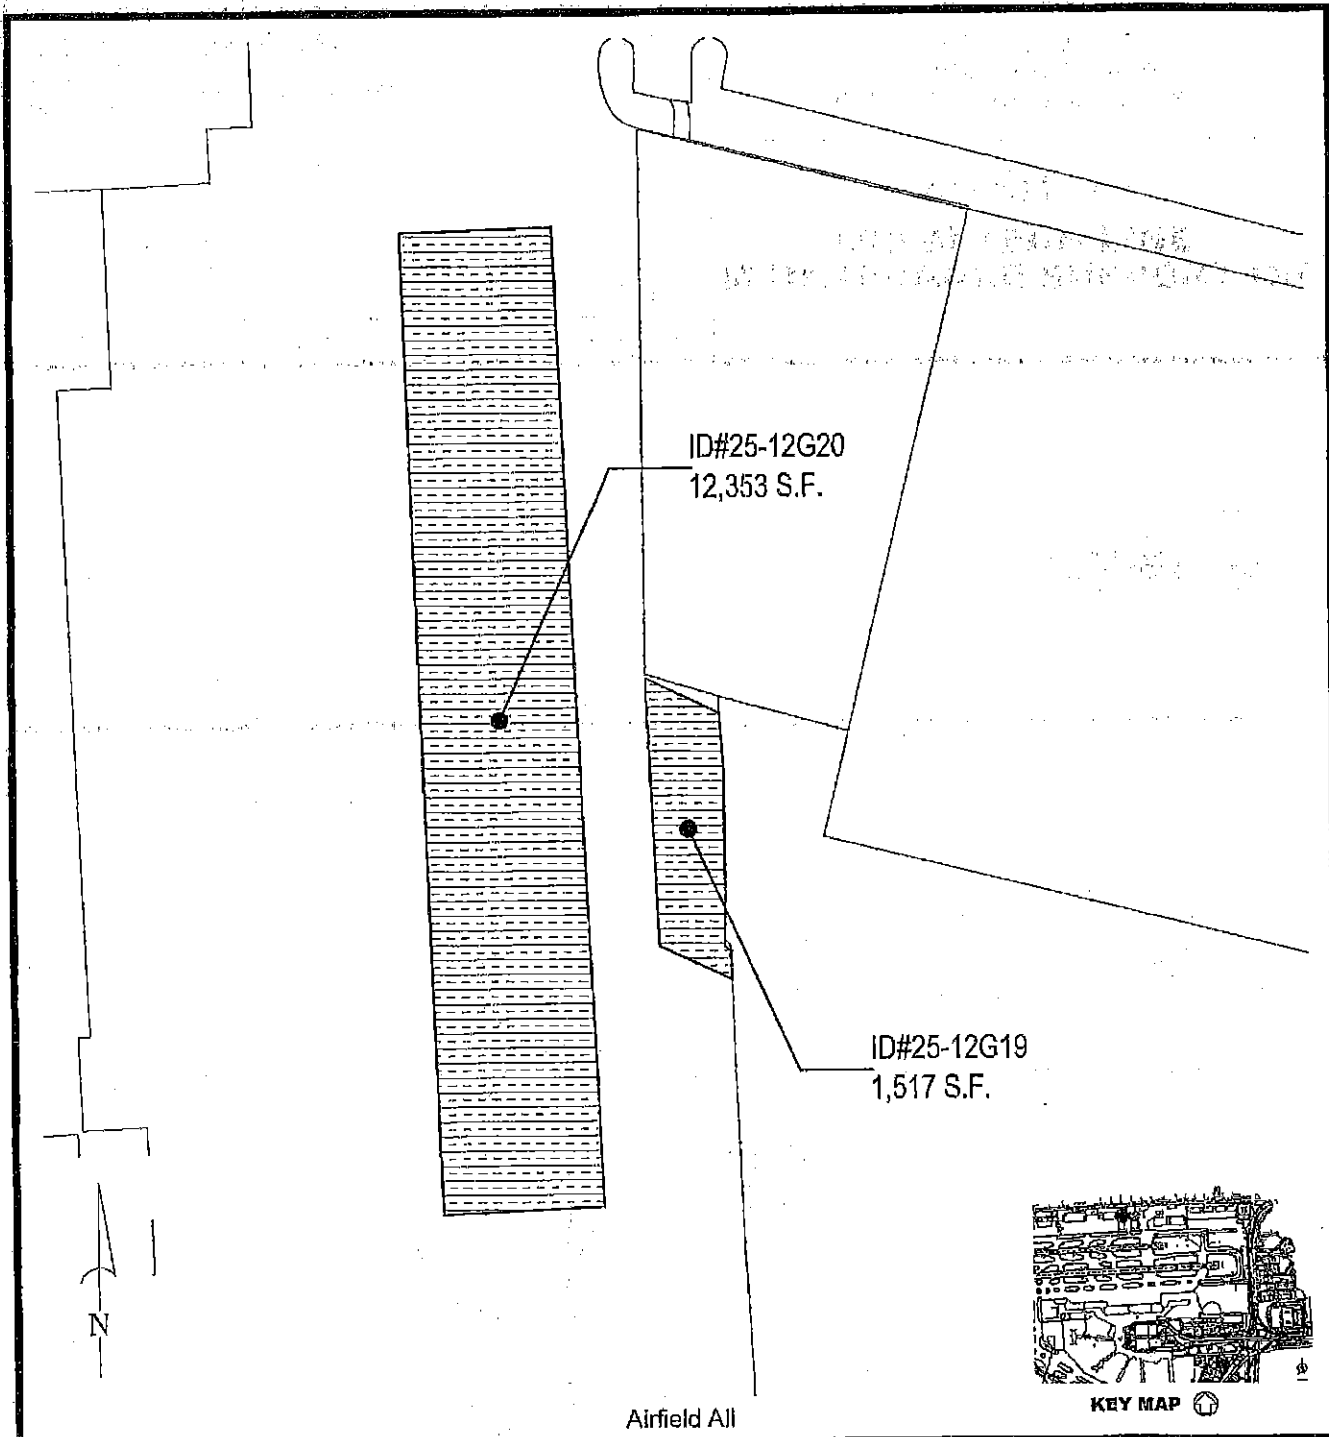 ID#25-12G20
12,353 S.F.
ID#25-12G19
1,517 S.F.
N
KEY MAP
Airfield All